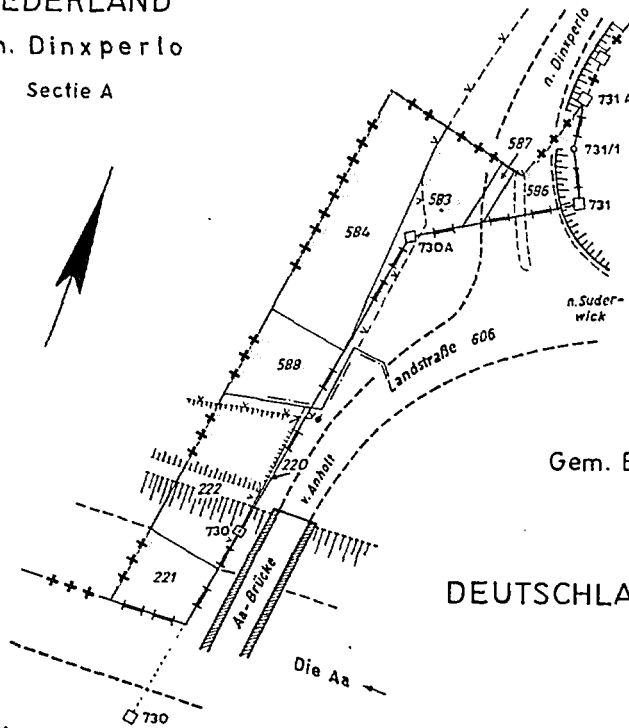 EDERLAND
n. Dinxperlo
Sectie A
n. Dinxperlo
731 A
587
731/1
583
586
584
731
730A
n. Suder-
wick
Landstraße 606
588
Gem. E
220
v. Anholt
222
730
221
Aa-Brücke
DEUTSCHLA
Die Aa
730